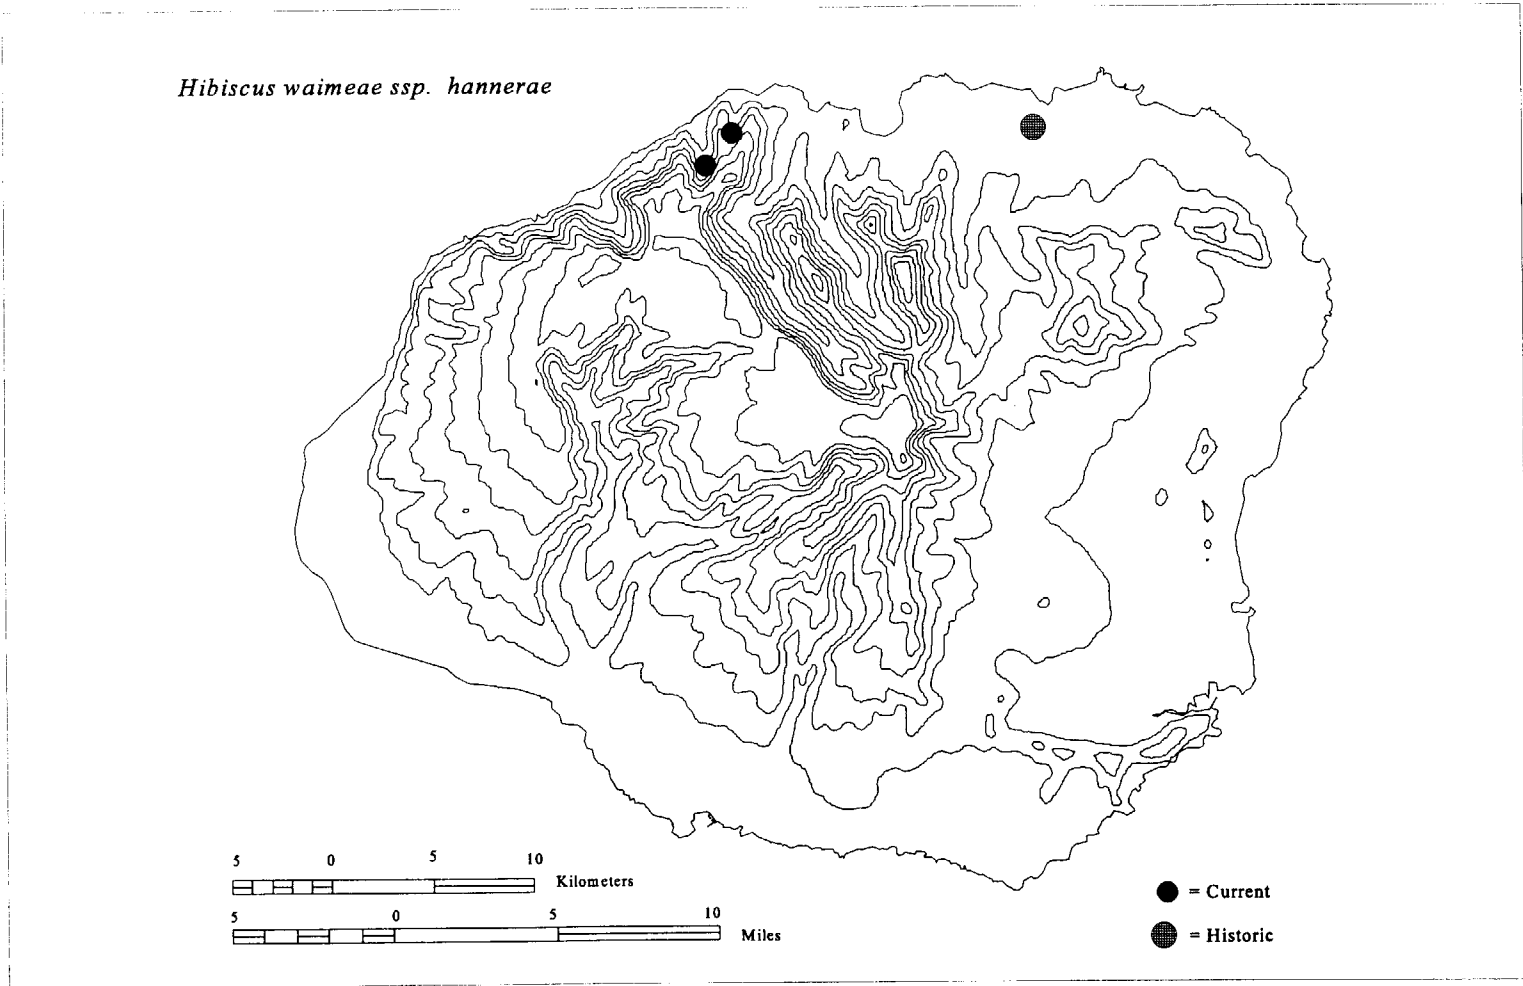 Hibiscus waimeae ssp. hannerae
5 0 5 10
Kilometers
5 0 5 10
Miles
= Current
= Historic